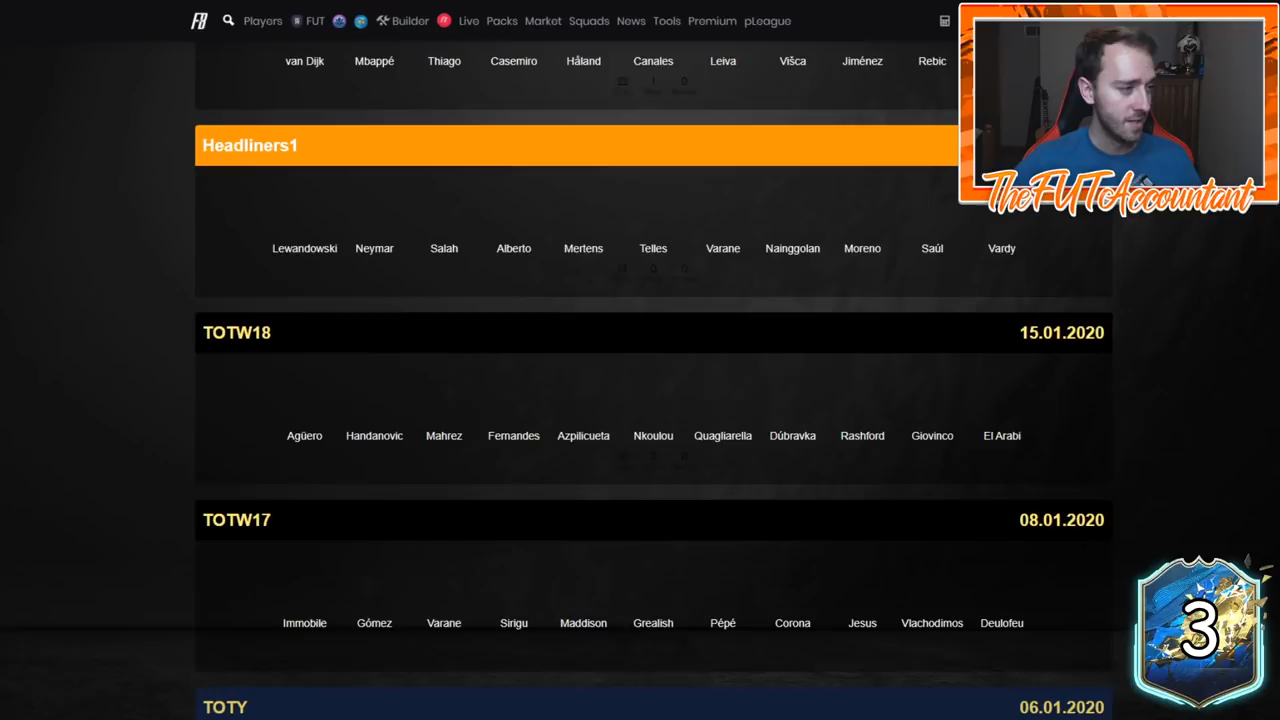 FB Players FUT Builder Live Packs Market Squads News Tools Premium pLeague
van Dijk Mbappé Thiago Casemiro Håland Canales Leiva Višca Jiménez Rebic
Headliners1
Lewandowski Neymar Salah Alberto Mertens Telles Varane Nainggolan Moreno Saúl Vardy
TOTW18 15.01.2020
Agüero Handanovic Mahrez Fernandes Azpilicueta Nkoulou Quagliarella Dúbravka Rashford Giovinco El Arabi
TOTW17 08.01.2020
Immobile Gómez Varane Sirigu Maddison Grealish Pépé Corona Jesus Vlachodimos Deulofeu
TOTY 06.01.2020
TheFUTAccountant
3